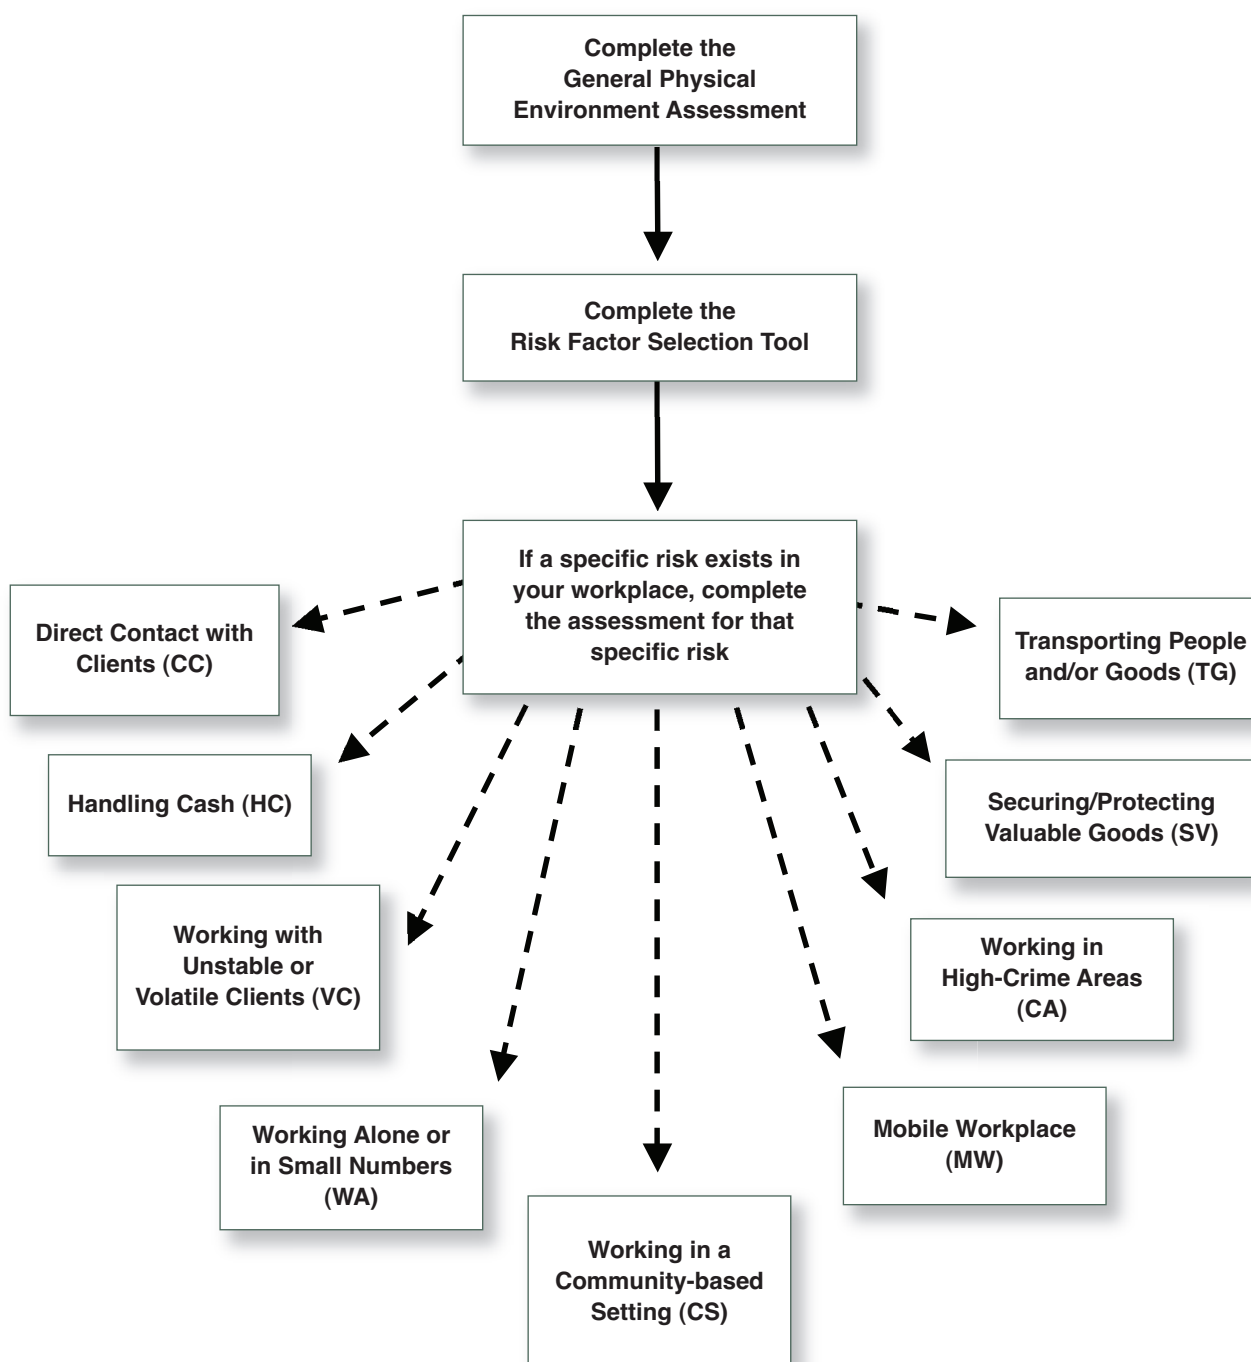 Complete the
General Physical
Environment Assessment
Complete the
Risk Factor Selection Tool
If a specific risk exists in
your workplace, complete
the assessment for that
specific risk
Direct Contact with
Clients (CC)
Transporting People
and/or Goods (TG)
Handling Cash (HC)
Securing/Protecting
Valuable Goods (SV)
Working with
Unstable or
Volatile Clients (VC)
Working in
High-Crime Areas
(CA)
Working Alone or
in Small Numbers
(WA)
Mobile Workplace
(MW)
Working in a
Community-based
Setting (CS)